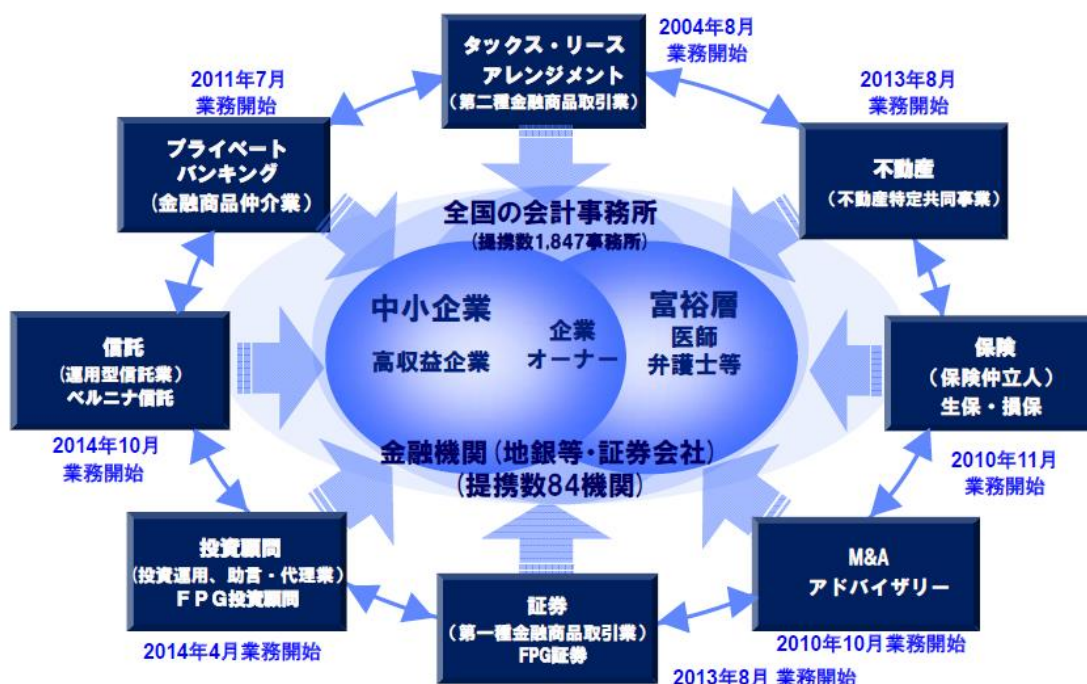 タックス・リース
アレンジメント
(第二種金融商品取引業)
2004年8月
業務開始
2011年7月
業務開始
プライベート
バンキング
(金融商品仲介業)
2013年8月
業務開始
不動産
(不動産特定共同事業)
全国の会計事務所
(提携数1,847事務所)
中小企業
高収益企業
企業
オーナー
富裕層
医師
弁護士等
金融機関(地銀等・証券会社)
(提携数84機関)
信託
(運用型信託業)
ベルニナ信託
2014年10月
業務開始
保険
(保険仲立人)
生保・損保
2010年11月
業務開始
投資顧問
(投資運用、助言・代理業)
FPG投資顧問
2014年4月業務開始
証券
(第一種金融商品取引業)
FPG証券
2013年8月 業務開始
M&A
アドバイザリー
2010年10月業務開始